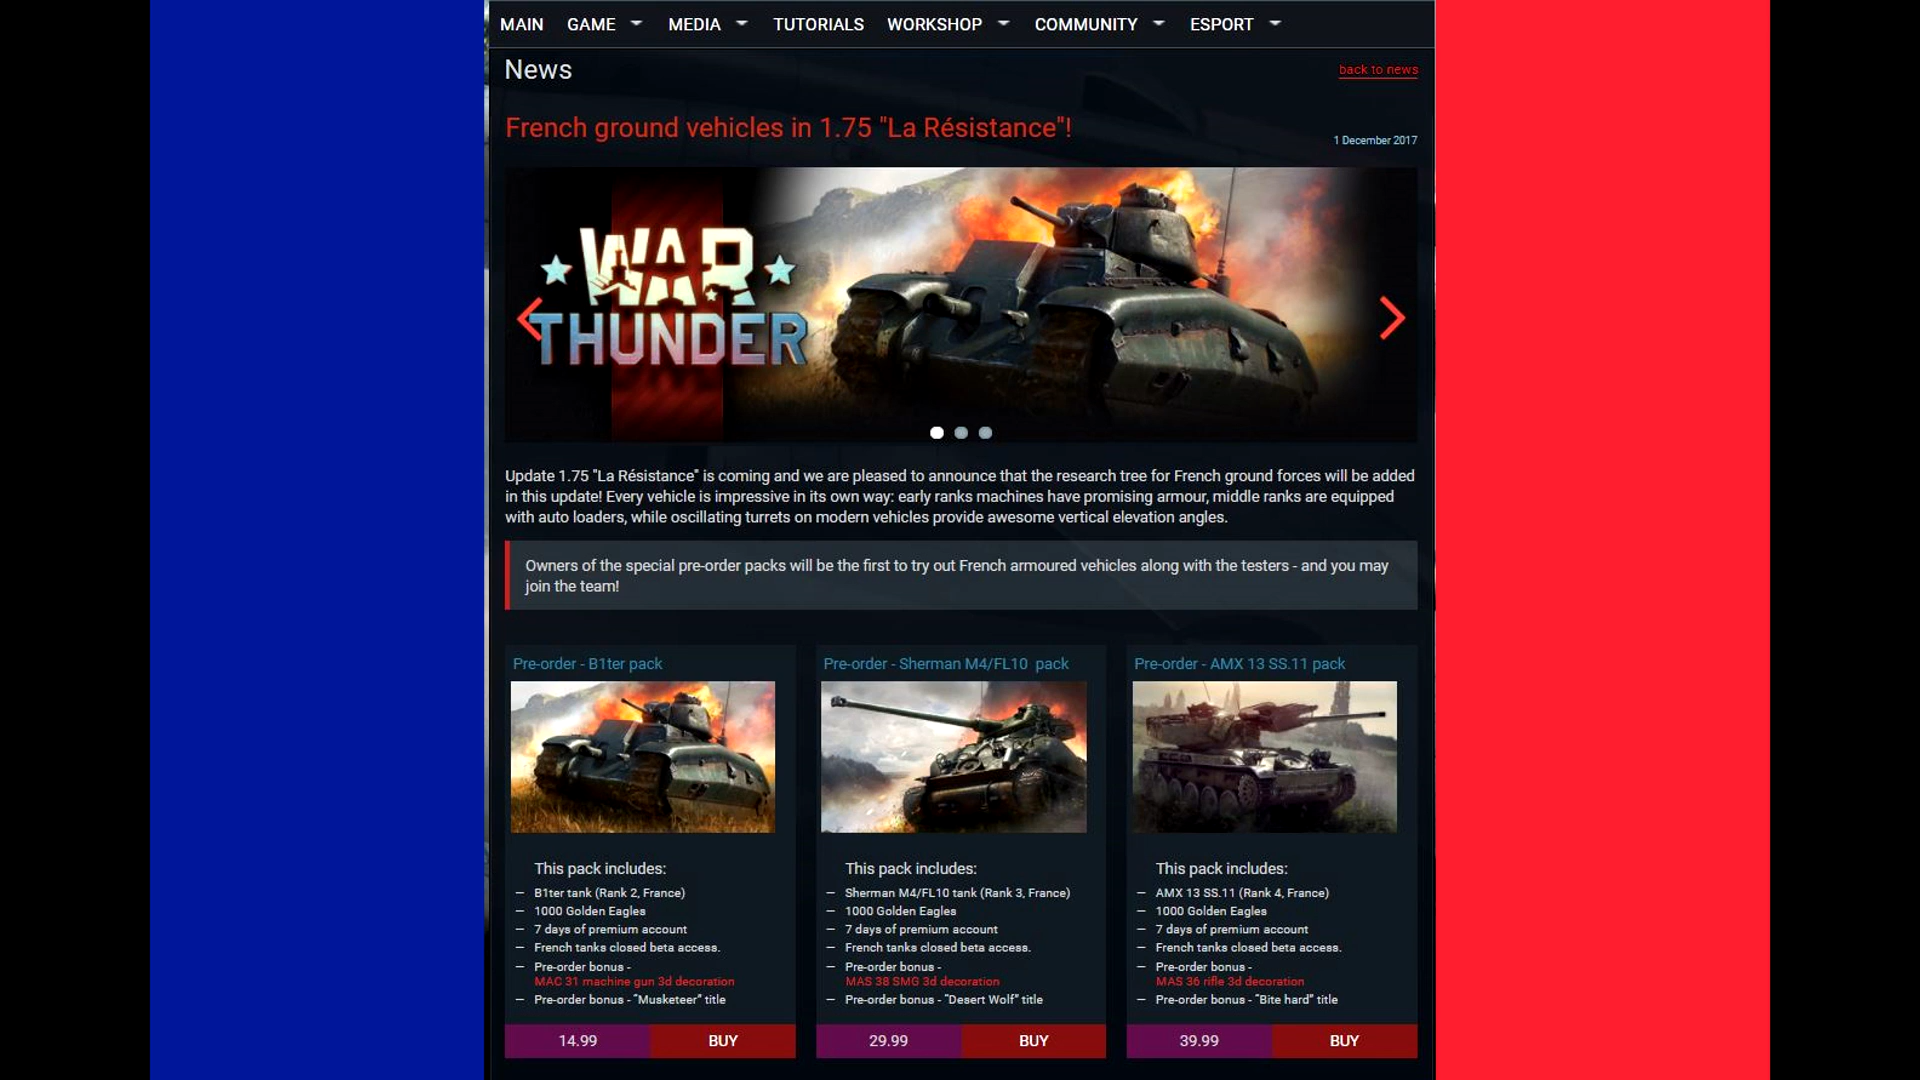 MAIN GAME MEDIA TUTORIALS WORKSHOP COMMUNITY ESPORT
News
back to news
French ground vehicles in 1.75 "La Résistance"!
1 December 2017
WAR
THUNDER
Update 1.75 "La Résistance" is coming and we are pleased to announce that the research tree for French ground forces will be added
in this update! Every vehicle is impressive in its own way: early ranks machines have promising armour, middle ranks are equipped
with auto loaders, while oscillating turrets on modern vehicles provide awesome vertical elevation angles.
Owners of the special pre-order packs will be the first to try out French armoured vehicles along with the testers - and you may
join the team!
Pre-order - B1ter pack
This pack includes:
— B1ter tank (Rank 2, France)
— 1000 Golden Eagles
— 7 days of premium account
— French tanks closed beta access.
— Pre-order bonus -
MAC 31 machine gun 3d decoration
— Pre-order bonus - “Musketeer” title
14.99 BUY
Pre-order - Sherman M4/FL10 pack
This pack includes:
— Sherman M4/FL10 tank (Rank 3, France)
— 1000 Golden Eagles
— 7 days of premium account
— French tanks closed beta access.
— Pre-order bonus -
MAS 38 SMG 3d decoration
— Pre-order bonus - “Desert Wolf” title
29.99 BUY
Pre-order - AMX 13 SS.11 pack
This pack includes:
— AMX 13 SS.11 (Rank 4, France)
— 1000 Golden Eagles
— 7 days of premium account
— French tanks closed beta access.
— Pre-order bonus -
MAS 36 rifle 3d decoration
— Pre-order bonus - “Bite hard” title
39.99 BUY